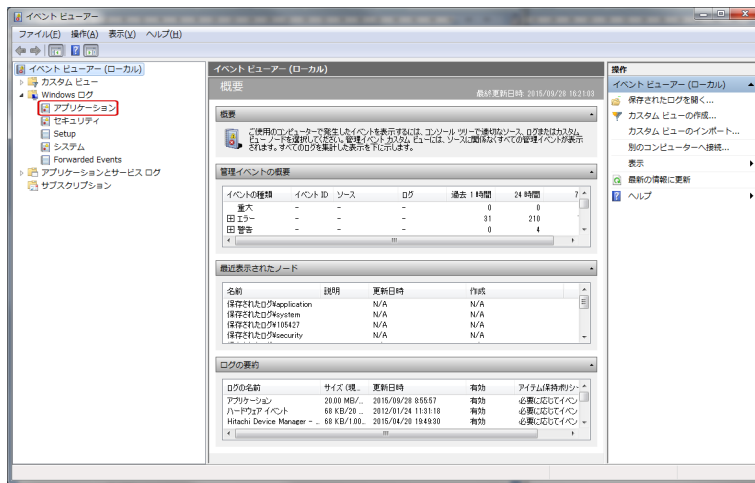 イベント ビューアー
ファイル(F) 操作(A) 表示(V) ヘルプ(H)
イベント ビューアー (ローカル)
カスタム ビュー
Windows ログ
アプリケーション
セキュリティ
Setup
システム
Forwarded Events
アプリケーションとサービス ログ
サブスクリプション
イベント ビューアー (ローカル)
概要
最終更新日時: 2015/09/28 16:21:03
概要
ご使用のコンピューターで発生したイベントを表示するには、コンソール ツリーで適切なソース、ログまたはカスタム
ビュー ノードを選択してください。管理イベント カスタム ビューには、ソースに関係なくすべての管理イベントが表示
されます。すべてのログを集計した表示を下に示します。
管理イベントの概要
イベントの種類 イベント ID ソース ログ 過去 1 時間 24 時間 7
重大 - - - 0 0
エラー - - - 31 210
警告 - - - 0 4
最近表示されたノード
名前 説明 更新日時 作成
保存されたログ¥application N/A N/A
保存されたログ¥system N/A N/A
保存されたログ¥105427 N/A N/A
保存されたログ¥security N/A N/A
ログの要約
ログの名前 サイズ (現... 更新日時 有効 アイテム保持ポリシ
アプリケーション 20.00 MB/... 2015/09/28 8:55:57 有効 必要に応じてイベン
ハードウェア イベント 68 KB/20 ... 2012/01/24 11:31:18 有効 必要に応じてイベン
Hitachi Device Manager - ... 68 KB/1.00... 2015/04/20 19:49:30 有効 必要に応じてイベン
操作
イベント ビューアー (ローカル)
保存されたログを開く...
カスタム ビューの作成...
カスタム ビューのインポート...
別のコンピューターへ接続...
表示
最新の情報に更新
ヘルプ